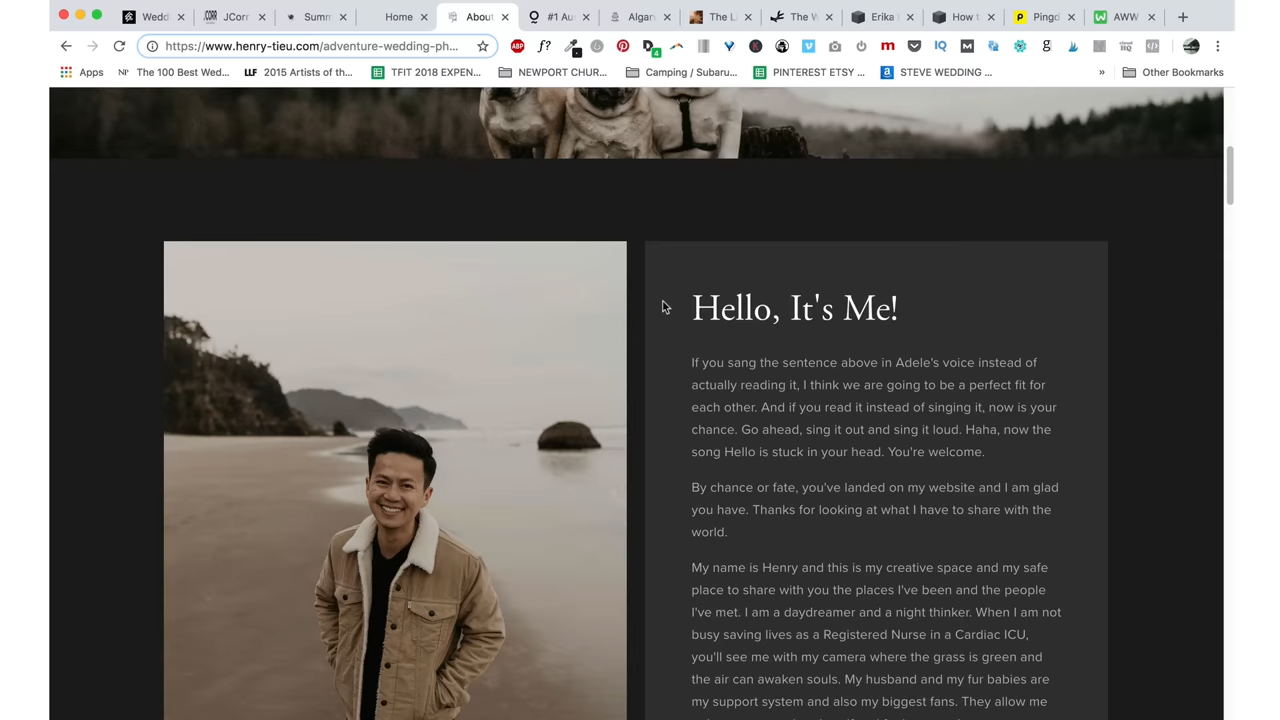 Wedd
JCorr
Summ
Home
About
#1 Au
Algar
The L
The W
Erika
How t
Pingd
AWW
https://www.henry-tieu.com/adventure-wedding-ph...
Apps
The 100 Best Wed...
LLF 2015 Artists of th...
TFIT 2018 EXPEN...
NEWPORT CHUR...
Camping / Subaru...
PINTEREST ETSY ...
STEVE WEDDING ...
»
Other Bookmarks
Hello, It's Me!
If you sang the sentence above in Adele's voice instead of
actually reading it, I think we are going to be a perfect fit for
each other. And if you read it instead of singing it, now is your
chance. Go ahead, sing it out and sing it loud. Haha, now the
song Hello is stuck in your head. You're welcome.
By chance or fate, you've landed on my website and I am glad
you have. Thanks for looking at what I have to share with the
world.
My name is Henry and this is my creative space and my safe
place to share with you the places I've been and the people
I've met. I am a daydreamer and a night thinker. When I am not
busy saving lives as a Registered Nurse in a Cardiac ICU,
you'll see me with my camera where the grass is green and
the air can awaken souls. My husband and my fur babies are
my support system and also my biggest fans. They allow me